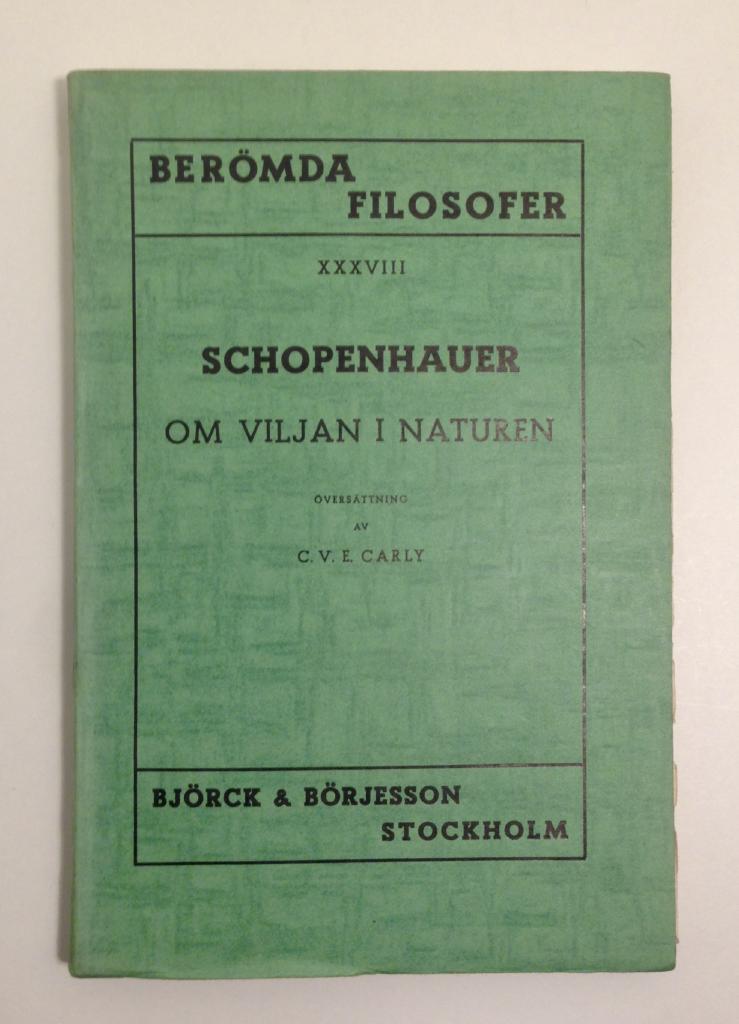 BERÖMDA
FILOSOFER
XXXVIII
SCHOPENHAUER
OM VILJAN I NATUREN
ÖVERSÄTTNING
AV
C. V. E. CARLY
BJÖRCK & BÖRJESSON
STOCKHOLM